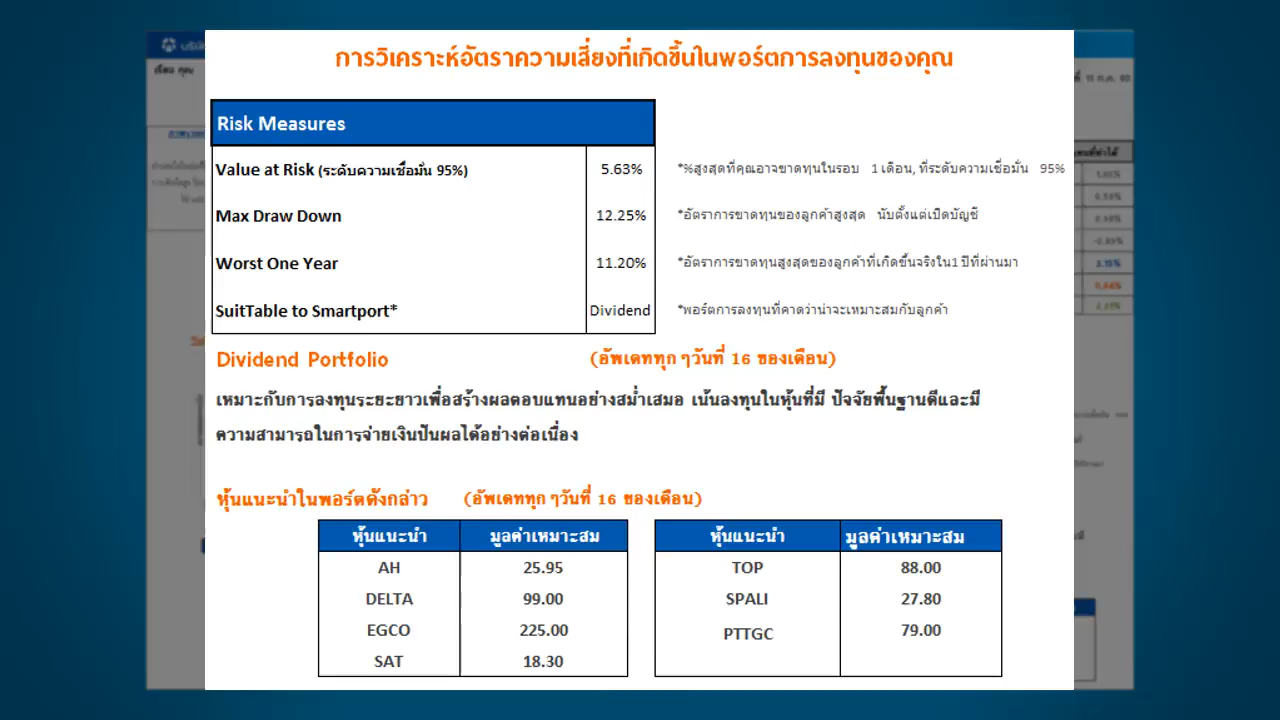 การวิเคราะห์อัตราความเสี่ยงที่เกิดขึ้นในพอร์ตการลงทุนของคุณ
Risk Measures
Value at Risk (ระดับความเชื่อมั่น 95%) 5.63% *%สูงสุดที่คุณอาจขาดทุนในรอบ 1 เดือน, ที่ระดับความเชื่อมั่น 95%
Max Draw Down 12.25% *อัตราการขาดทุนของลูกค้าสูงสุด นับตั้งแต่เปิดบัญชี
Worst One Year 11.20% *อัตราการขาดทุนสูงสุดของลูกค้าที่เกิดขึ้นจริงใน1 ปีที่ผ่านมา
SuitTable to Smartport* Dividend *พอร์ตการลงทุนที่คาดว่าน่าจะเหมาะสมกับลูกค้า
Dividend Portfolio (อัพเดททุก ๆวันที่ 16 ของเดือน)
เหมาะกับการลงทุนระยะยาวเพื่อสร้างผลตอบแทนอย่างสม่ำเสมอ เน้นลงทุนในหุ้นที่มี ปัจจัยพื้นฐานดีและมี
ความสามารถในการจ่ายเงินปันผลได้อย่างต่อเนื่อง
หุ้นแนะนำในพอร์ตดังกล่าว (อัพเดททุก ๆวันที่ 16 ของเดือน)
หุ้นแนะนำ มูลค่าเหมาะสม หุ้นแนะนำ มูลค่าเหมาะสม
AH 25.95 TOP 88.00
DELTA 99.00 SPALI 27.80
EGCO 225.00 PTTGC 79.00
SAT 18.30